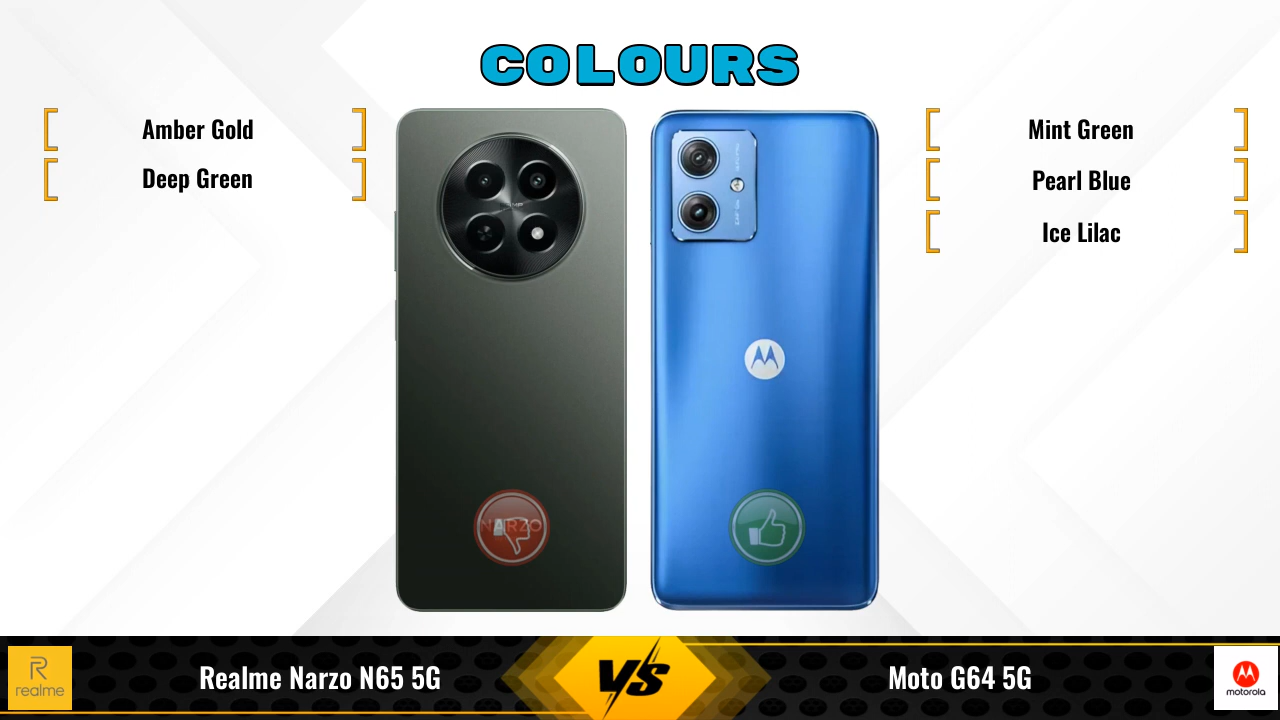 COLOURS
Amber Gold
Deep Green
Mint Green
Pearl Blue
Ice Lilac
NARZO
Realme Narzo N65 5G
VS
Moto G64 5G
realme
motorola